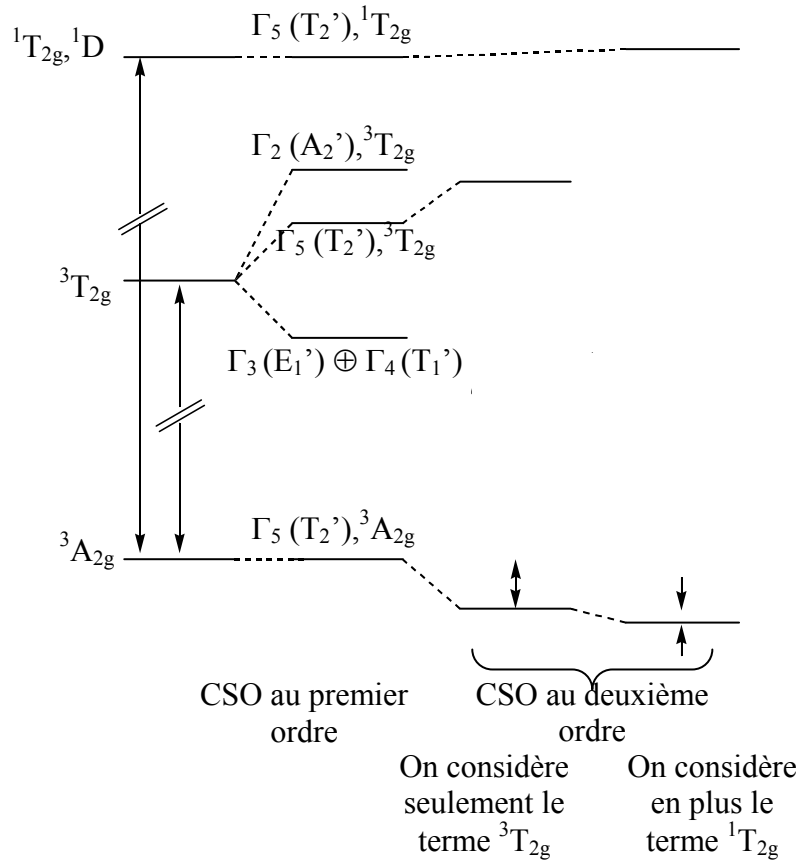 ¹T₂g, ¹D
Γ₅ (T₂’),¹T₂g
Γ₂ (A₂’),³T₂g
Γ₅ (T₂’),³T₂g
³T₂g
Γ₃ (E₁’) ⊕ Γ₄ (T₁’)
Γ₅ (T₂’),³A₂g
³A₂g
CSO au premier
ordre
CSO au deuxième
ordre
On considère
seulement le
terme ³T₂g
On considère
en plus le
terme ¹T₂g